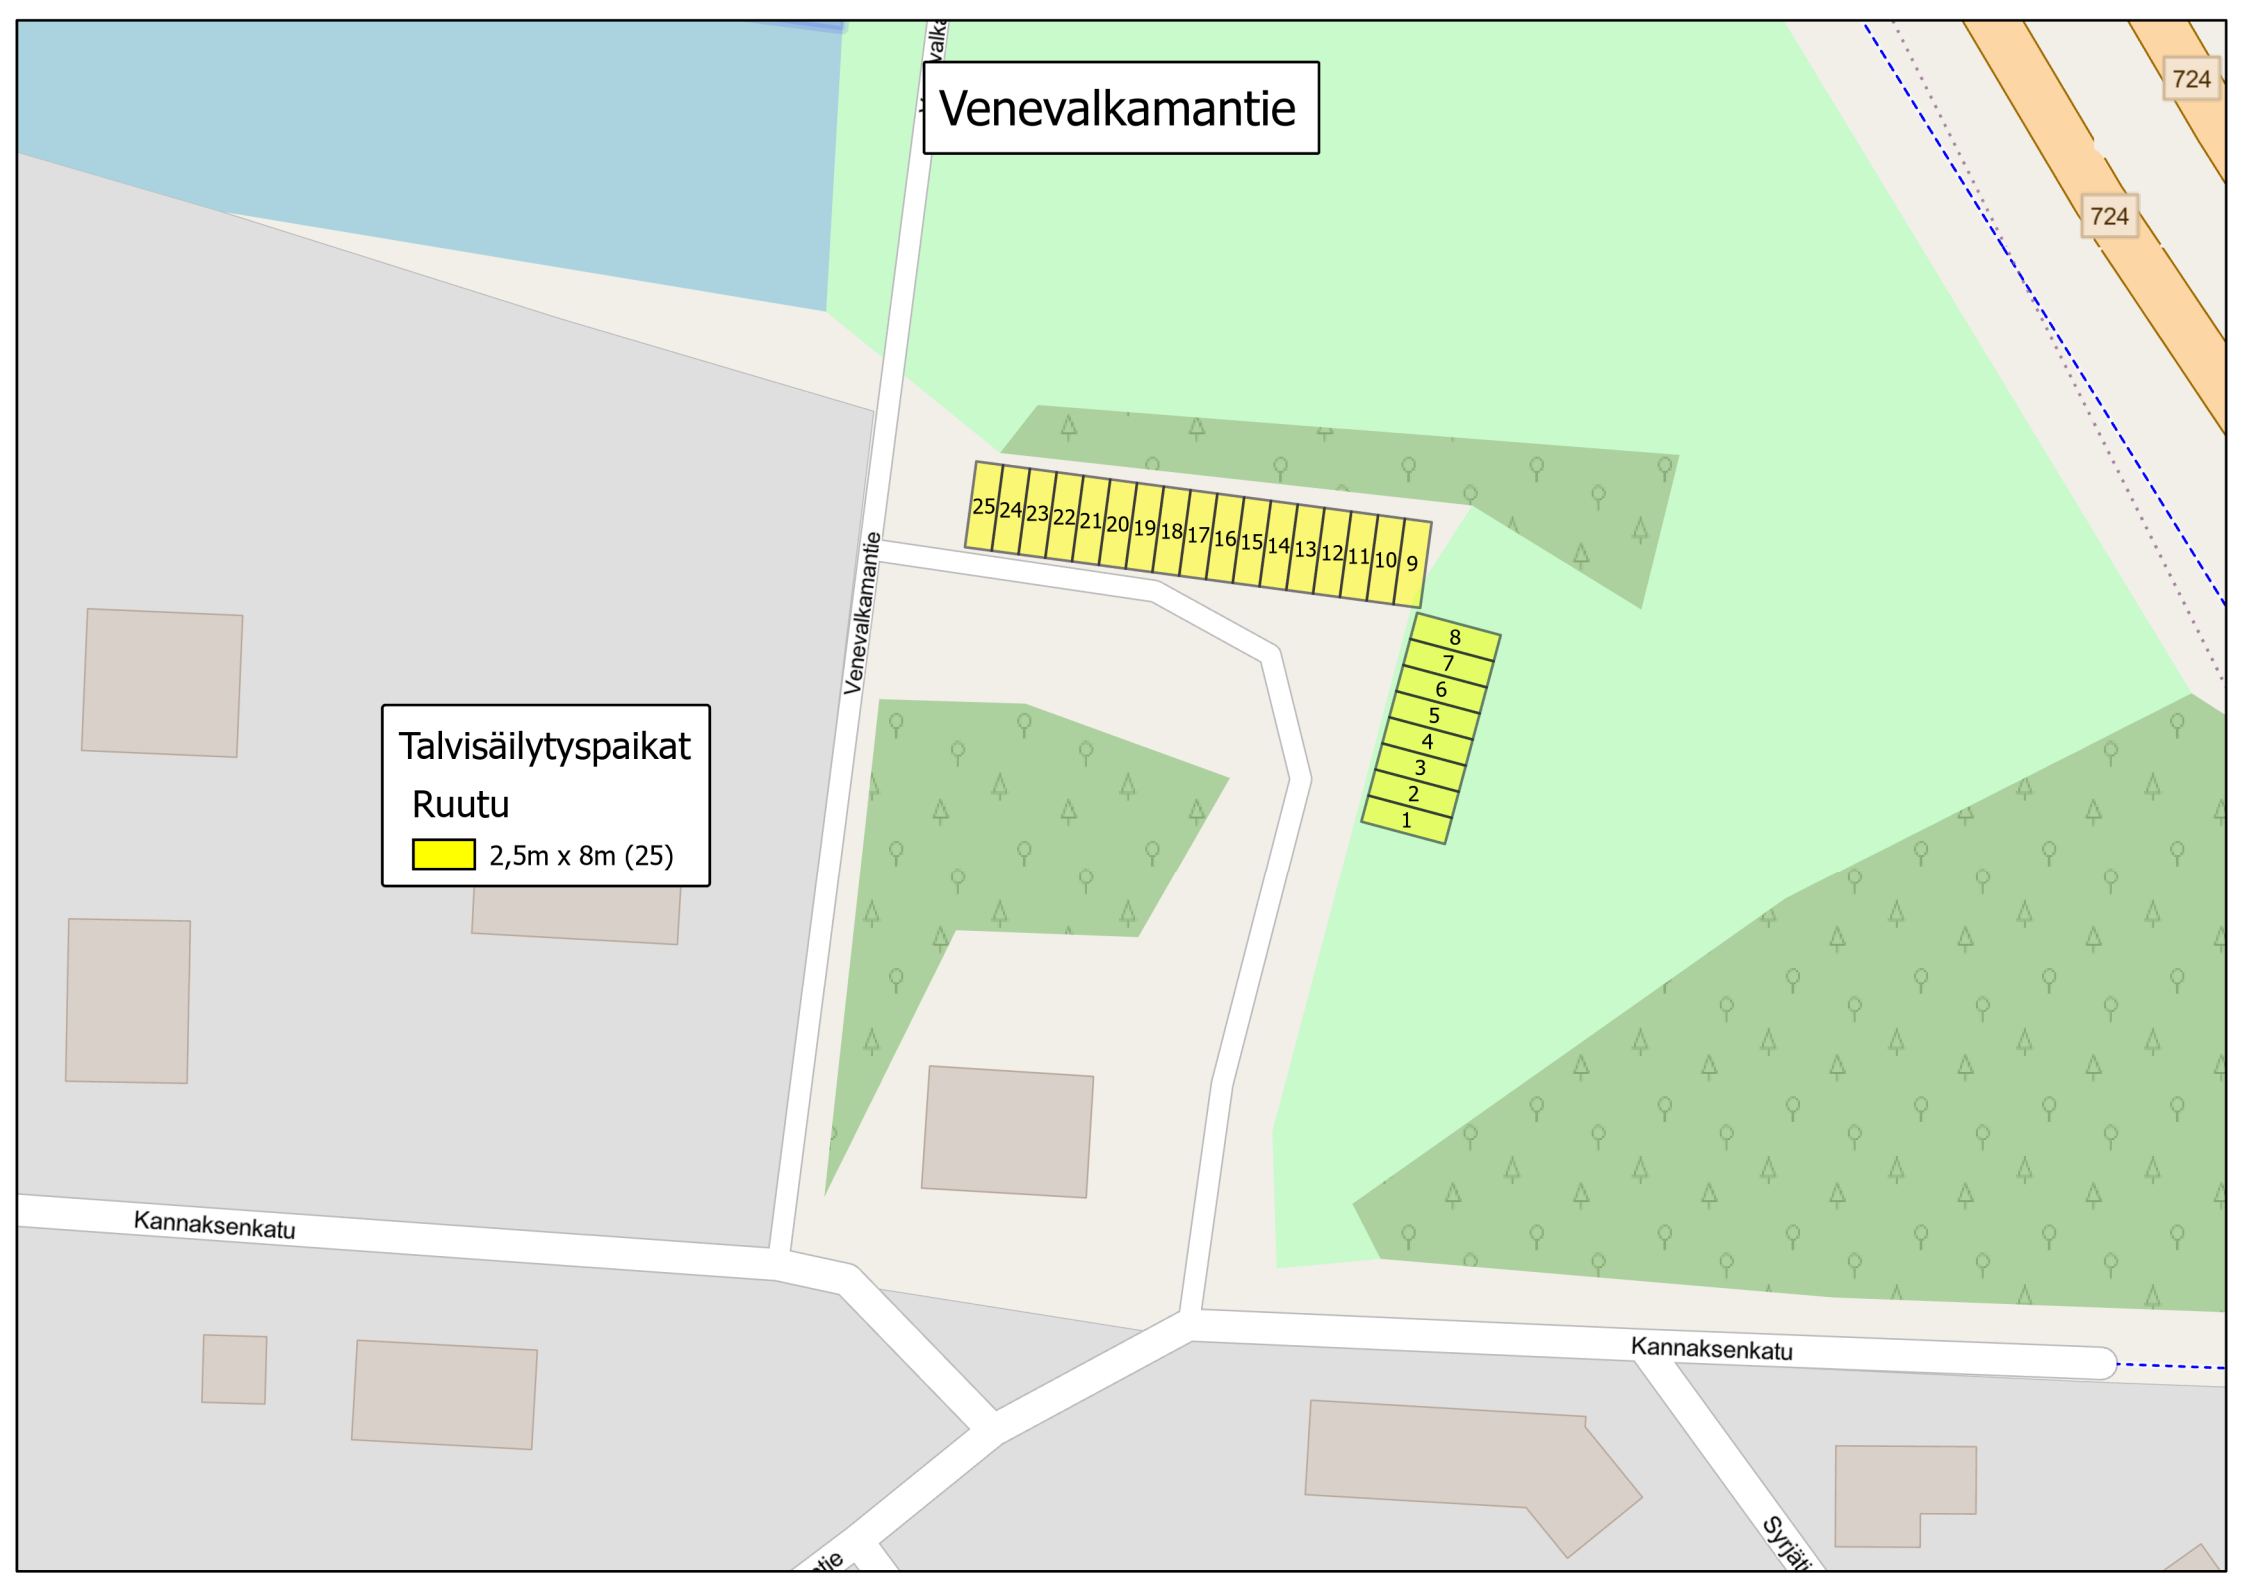 Venevalkamantie
724
724
25 24 23 22 21 20 19 18 17 16 15 14 13 12 11 10 9
Venevalkamantie
8
7
6
5
4
3
2
1
Talvisäilytyspaikat
Ruutu
2,5m x 8m (25)
Kannaksenkatu
Kannaksenkatu